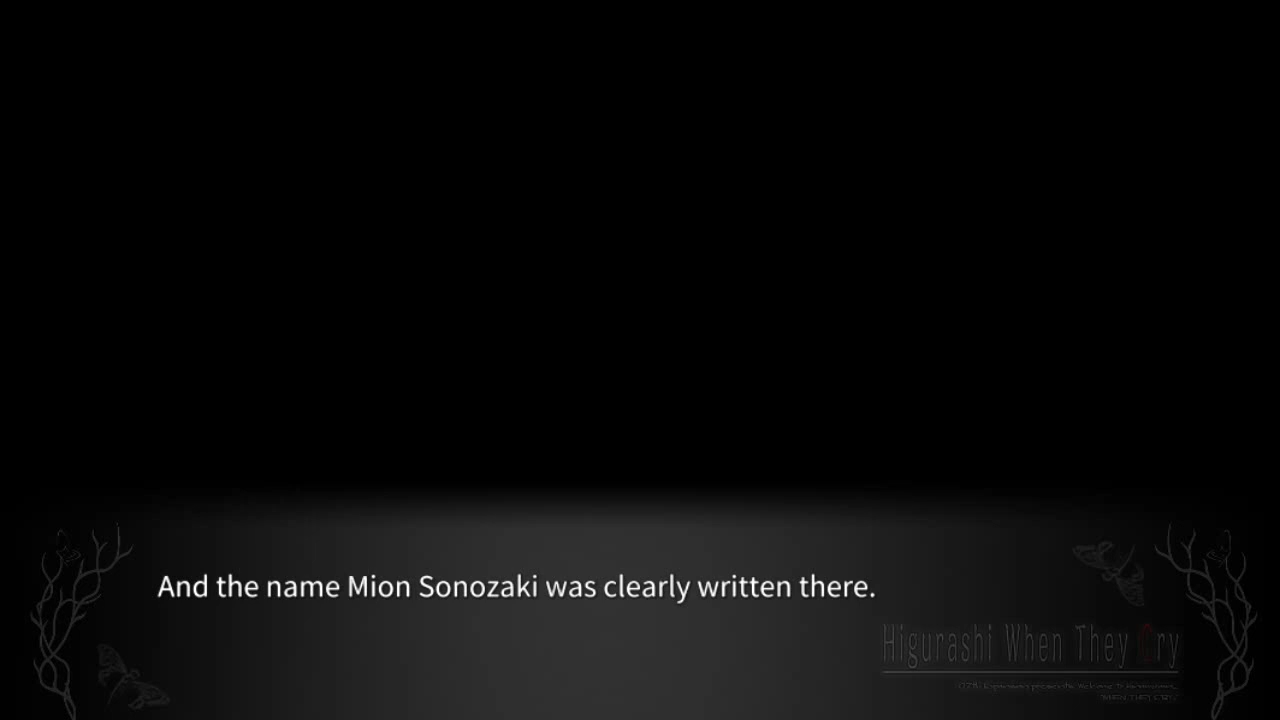 And the name Mion Sonozaki was clearly written there.
Higurashi When They Cry